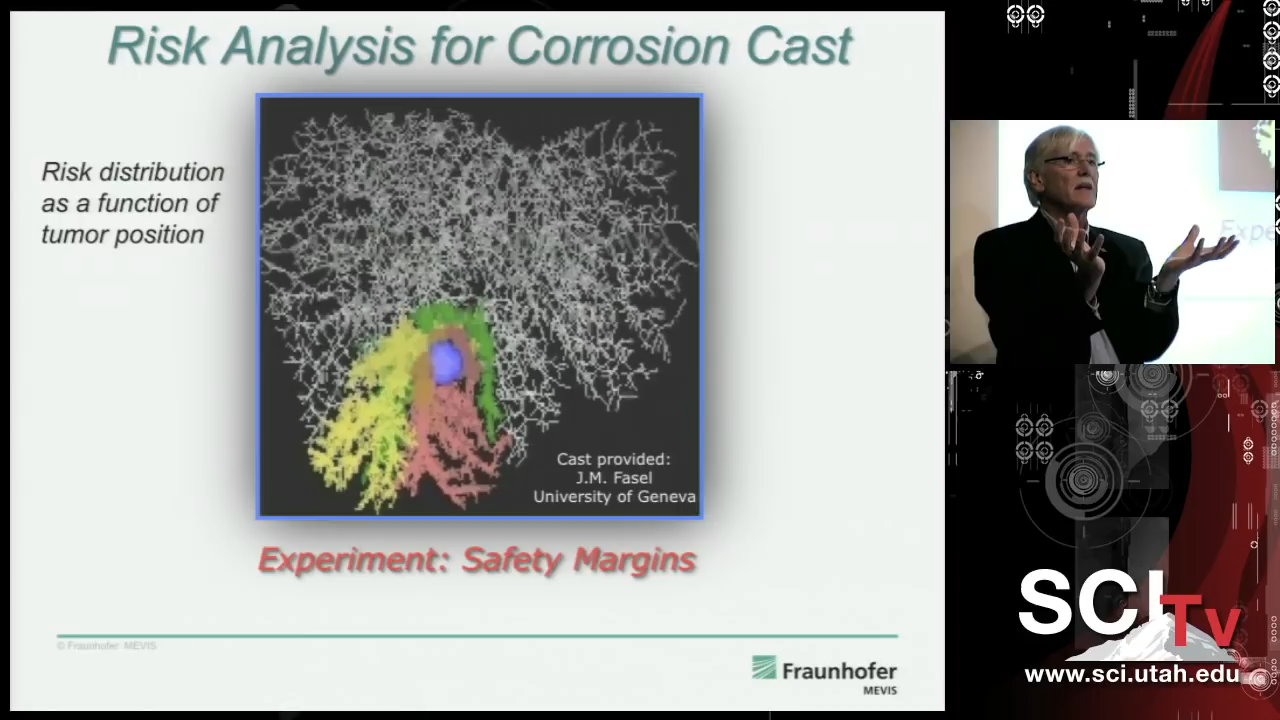 Risk Analysis for Corrosion Cast
Risk distribution
as a function of
tumor position
Cast provided:
J.M. Fasel
University of Geneva
Experiment: Safety Margins
© Fraunhofer MEVIS
Fraunhofer
MEVIS
Expe
SCI
Tv
www.sci.utah.edu